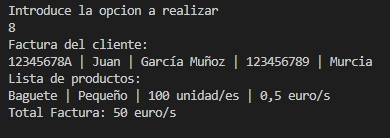 Introduce la opcion a realizar
8
Factura del cliente:
12345678A | Juan | García Muñoz | 123456789 | Murcia
Lista de productos:
Baguete | Pequeño | 100 unidad/es | 0,5 euro/s
Total Factura: 50 euro/s